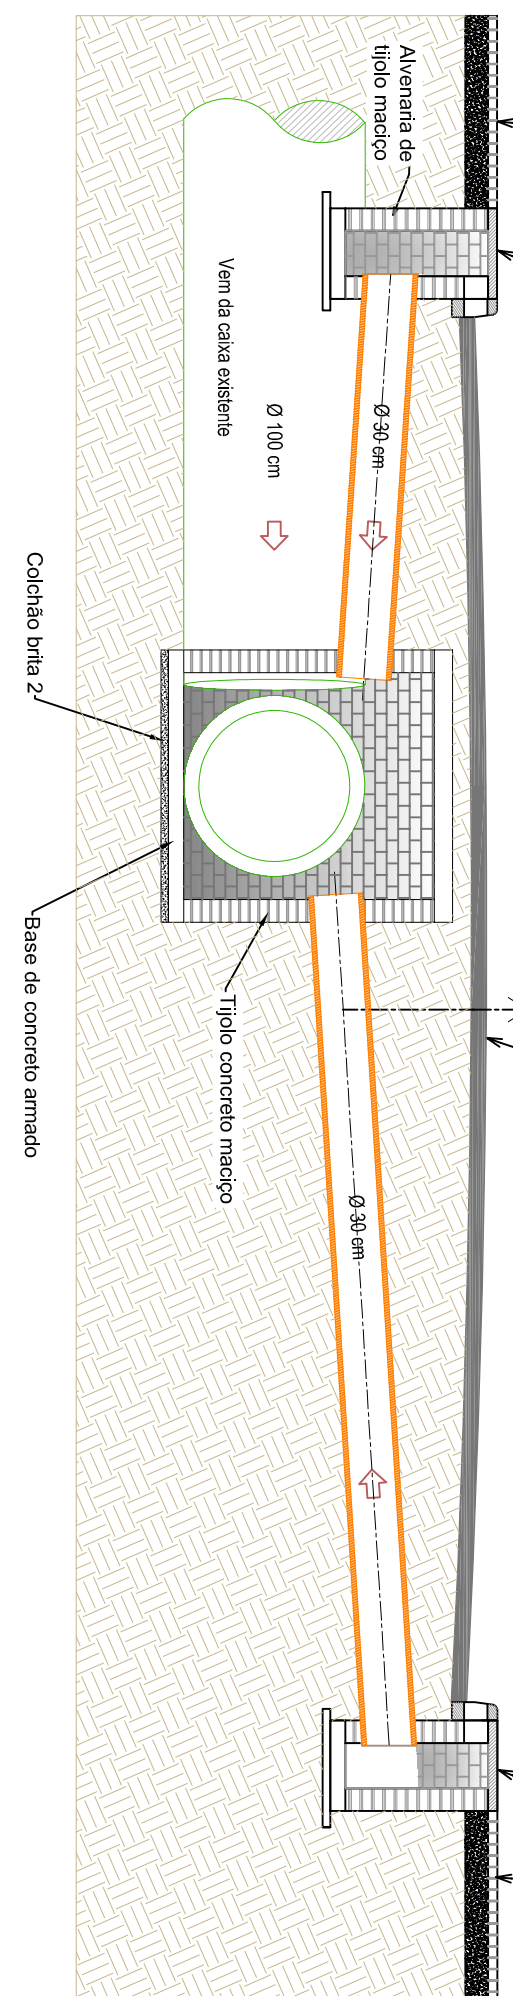 Alvenaria de
tijolo maciço
Ø 30 cm
Ø 100 cm
Vem da caixa existente
Colchão brita 2
Base de concreto armado
Tijolo concreto maciço
Ø 30 cm